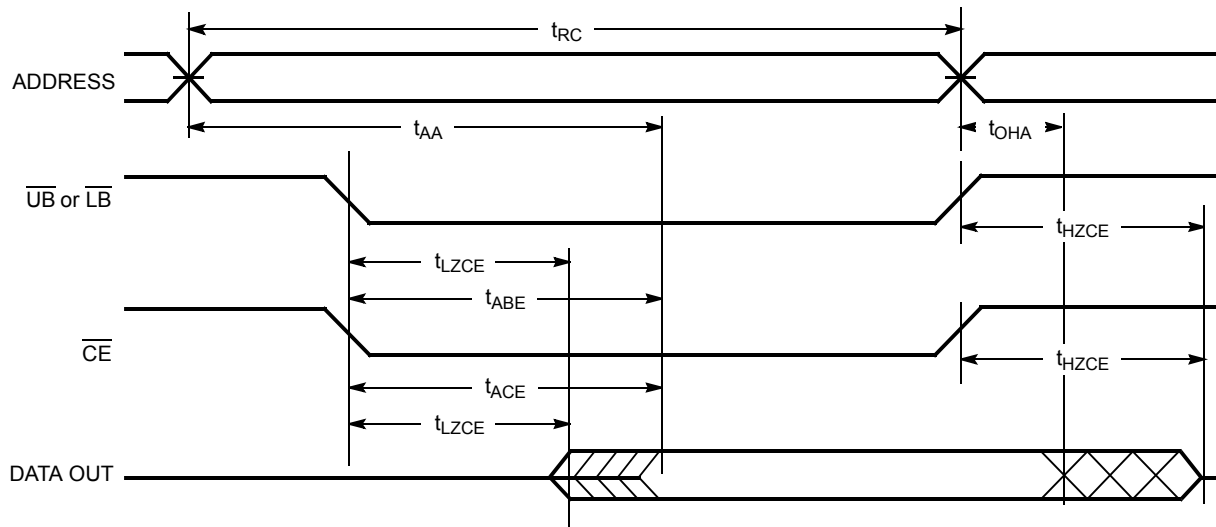 tRC
ADDRESS
tAA
tOHA
UB or LB
tHZCE
tLZCE
tABE
CE
tHZCE
tACE
tLZCE
DATA OUT